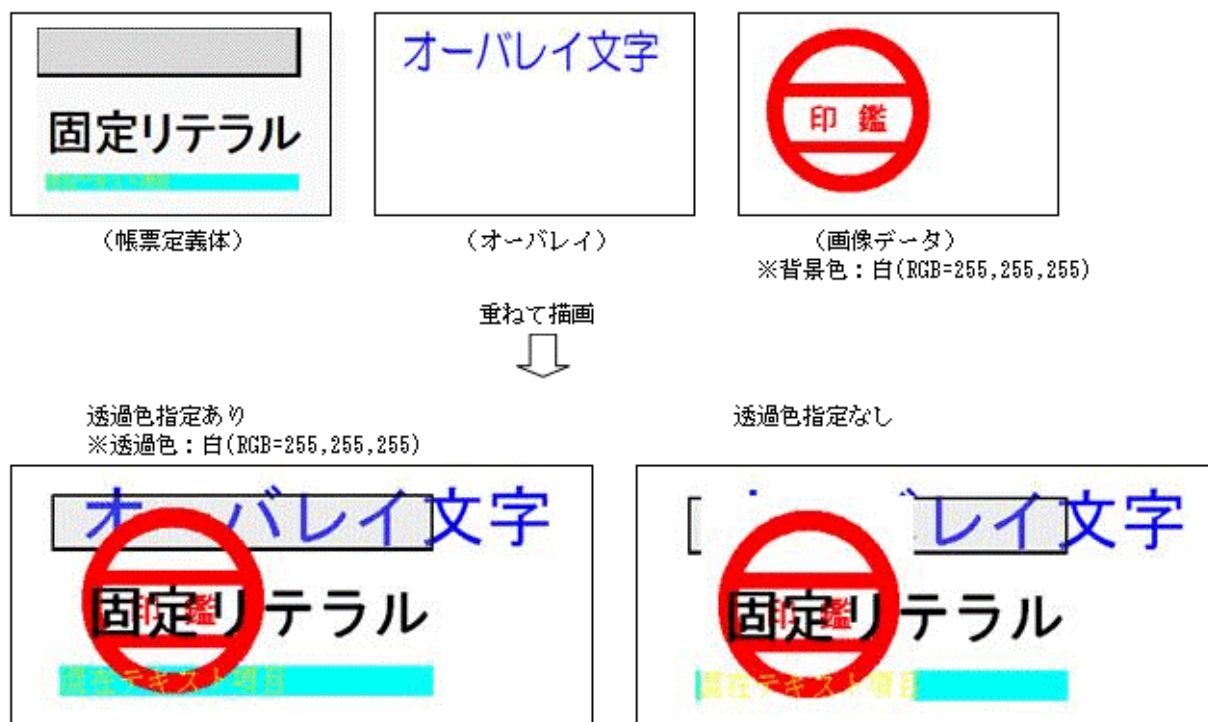 オーバレイ文字
印 鑑
固定リテラル
(帳票定義体)
(オーバレイ)
(画像データ)
※背景色：白(RGB=255,255,255)
重ねて描画
透過色指定あり
※透過色：白(RGB=255,255,255)
透過色指定なし
オーバレイ文字
固定リテラル
印 鑑
混在テキスト項目
レイ文字
固定リテラル
印 鑑
混在テキスト項目